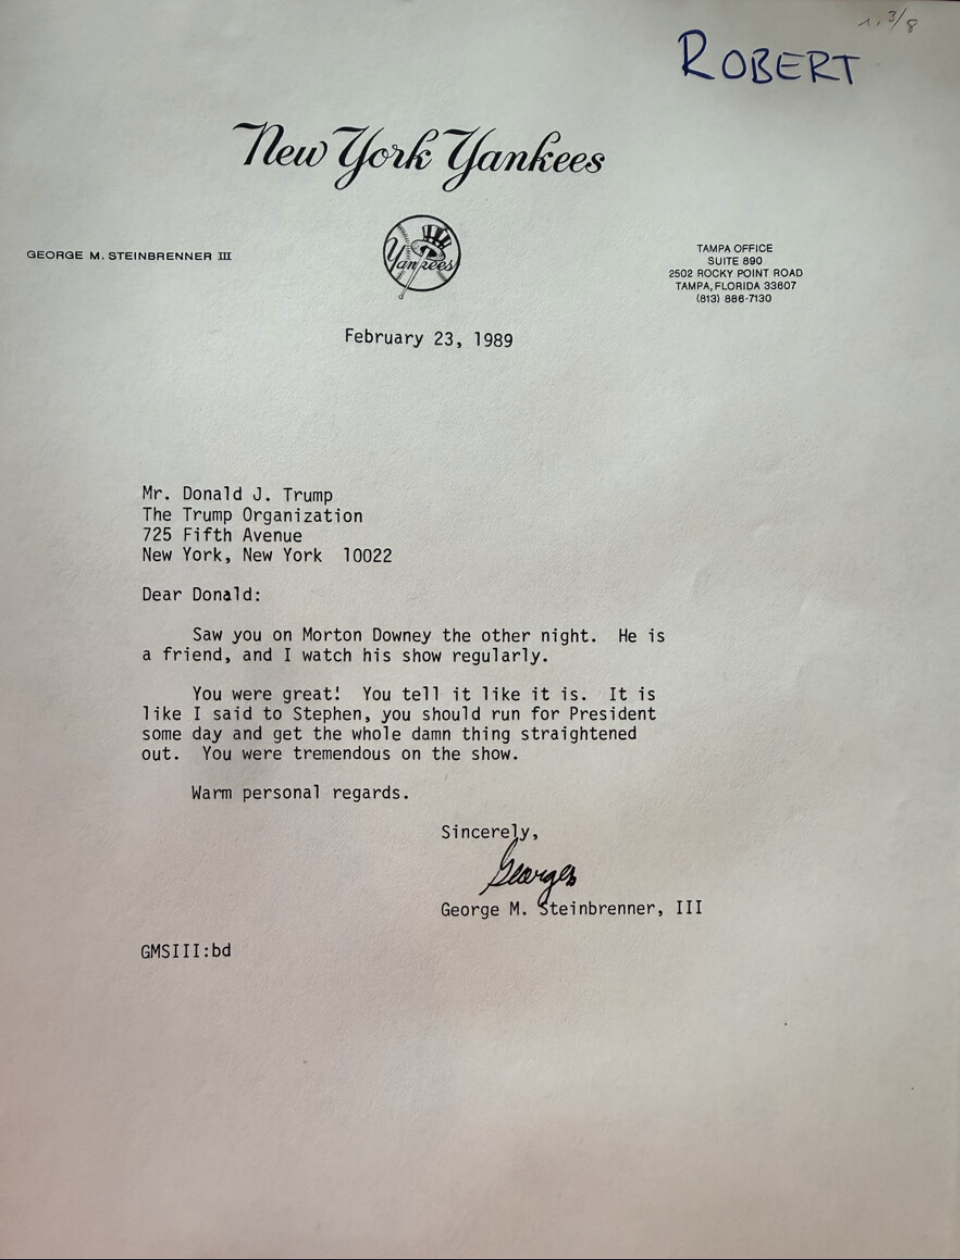 1, 3/8
ROBERT
New York Yankees
Yankees
GEORGE M. STEINBRENNER III
TAMPA OFFICE
SUITE 890
2502 ROCKY POINT ROAD
TAMPA, FLORIDA 33607
(813) 886-7130
February 23, 1989
Mr. Donald J. Trump
The Trump Organization
725 Fifth Avenue
New York, New York 10022
Dear Donald:
Saw you on Morton Downey the other night. He is
a friend, and I watch his show regularly.
You were great! You tell it like it is. It is
like I said to Stephen, you should run for President
some day and get the whole damn thing straightened
out. You were tremendous on the show.
Warm personal regards.
Sincerely,
George
George M. Steinbrenner, III
GMSIII:bd